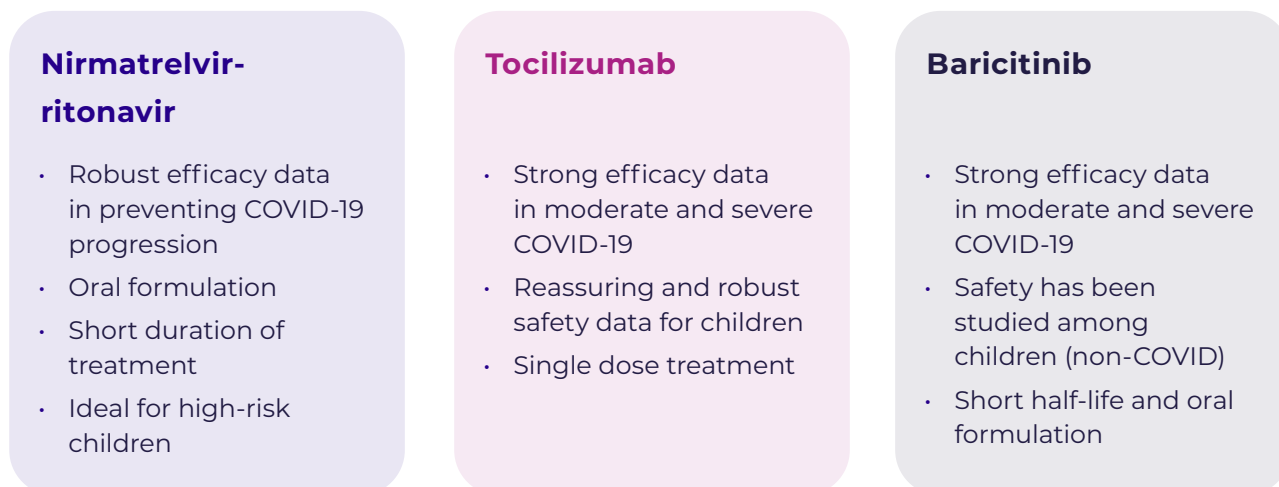 Nirmatrelvir-
ritonavir
· Robust efficacy data
in preventing COVID-19
progression
· Oral formulation
· Short duration of
treatment
· Ideal for high-risk
children
Tocilizumab
· Strong efficacy data
in moderate and severe
COVID-19
· Reassuring and robust
safety data for children
· Single dose treatment
Baricitinib
· Strong efficacy data
in moderate and severe
COVID-19
· Safety has been
studied among
children (non-COVID)
· Short half-life and oral
formulation